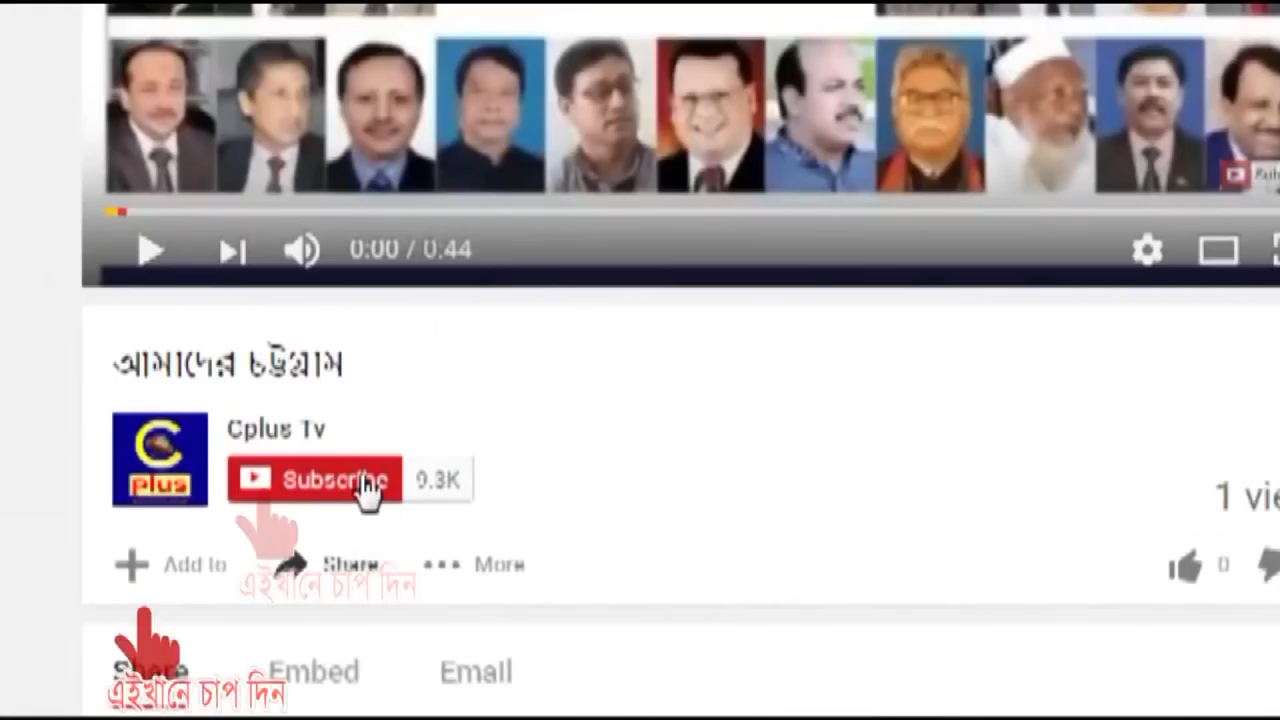 0:00 / 0:44
আমাদের চট্টগ্রাম
C
plus
Cplus Tv
Subscribe 9.3K
1
Add to Share More 0
এইখানে চাপ দিন
Share Embed Email
এইখানে চাপ দিন